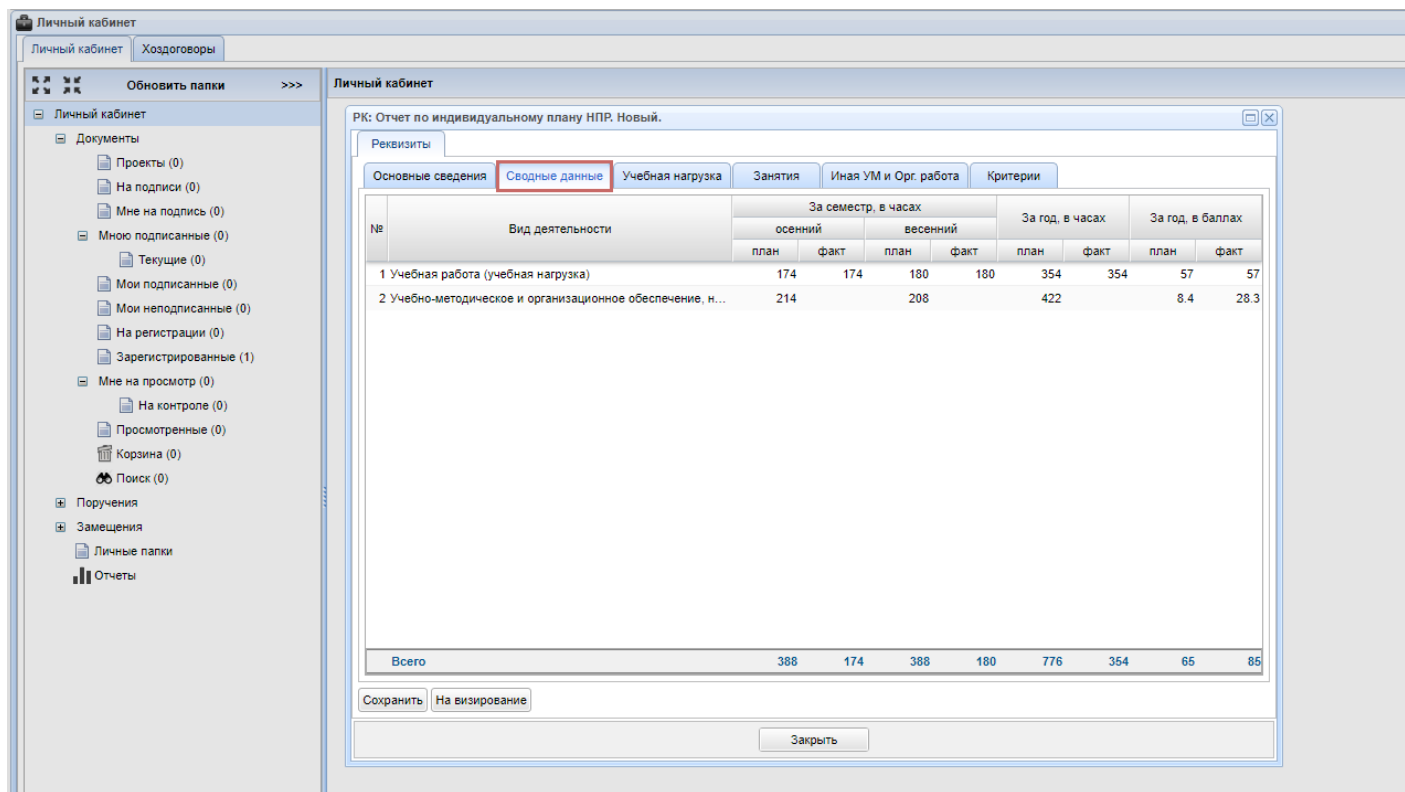 Личный кабинет
Личный кабинет Хоздоговоры
Обновить папки >>>
Личный кабинет
Документы
Проекты (0)
На подписи (0)
Мне на подпись (0)
Мною подписанные (0)
Текущие (0)
Мои подписанные (0)
Мои неподписанные (0)
На регистрации (0)
Зарегистрированные (1)
Мне на просмотр (0)
На контроле (0)
Просмотренные (0)
Корзина (0)
Поиск (0)
Поручения
Замещения
Личные папки
Отчеты
Личный кабинет
РК: Отчет по индивидуальному плану НПР. Новый.
Реквизиты
Основные сведения Сводные данные Учебная нагрузка Занятия Иная УМ и Орг. работа Критерии
№ Вид деятельности За семестр, в часах За год, в часах За год, в баллах
осенний весенний
план факт план факт план факт план факт
1 Учебная работа (учебная нагрузка) 174 174 180 180 354 354 57 57
2 Учебно-методическое и организационное обеспечение, н... 214 208 422 8.4 28.3
Всего 388 174 388 180 776 354 65 85
Сохранить На визирование
Закрыть